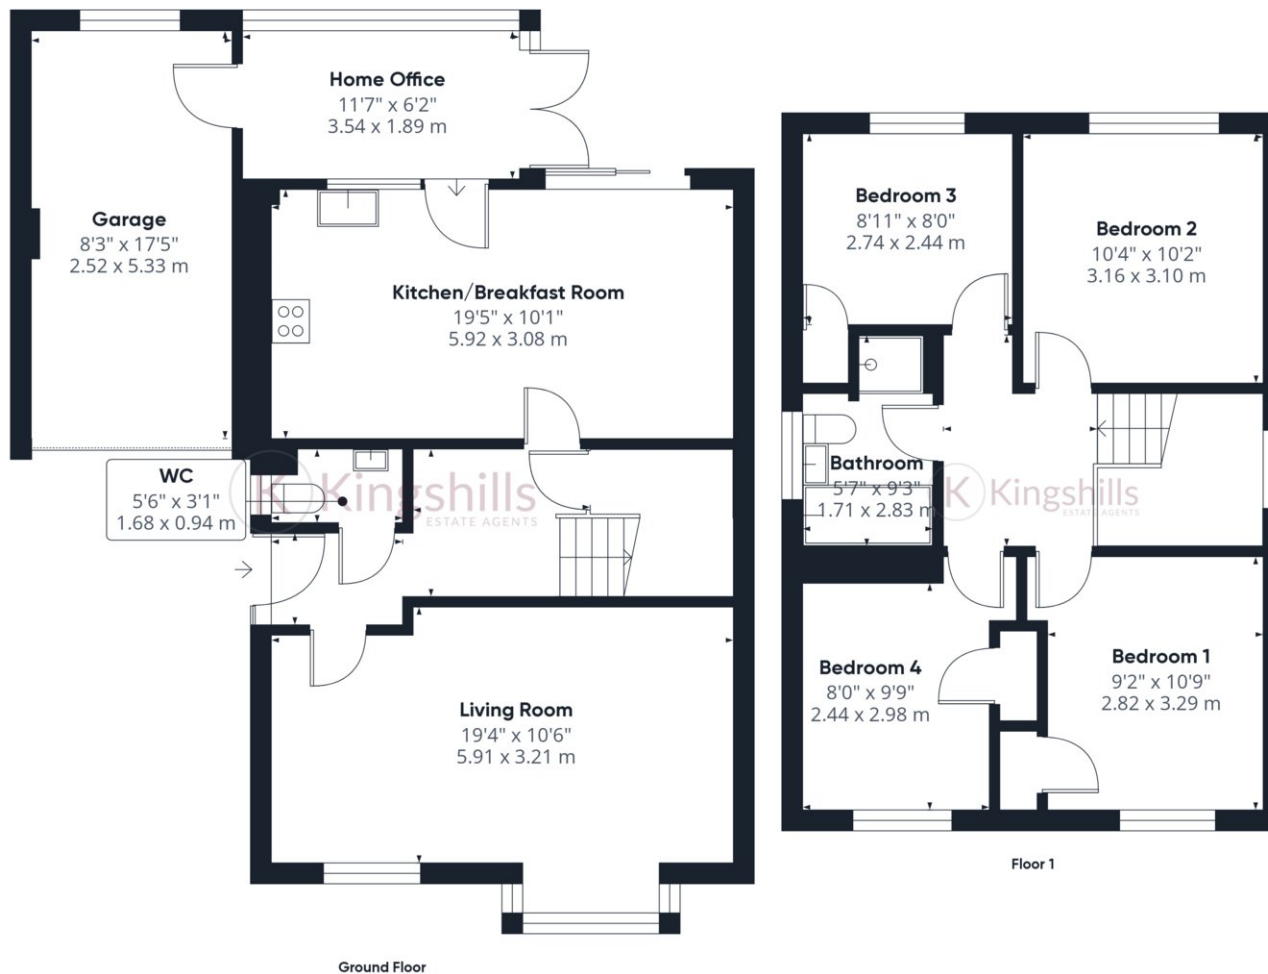 Home Office
11'7" x 6'2"
3.54 x 1.89 m
Garage
8'3" x 17'5"
2.52 x 5.33 m
Kitchen/Breakfast Room
19'5" x 10'1"
5.92 x 3.08 m
WC
5'6" x 3'1"
1.68 x 0.94 m
K Kingshills
ESTATE AGENTS
Living Room
19'4" x 10'6"
5.91 x 3.21 m
Ground Floor
Bedroom 3
8'11" x 8'0"
2.74 x 2.44 m
Bedroom 2
10'4" x 10'2"
3.16 x 3.10 m
Bathroom
5'7" x 9'3"
1.71 x 2.83 m
K Kingshills
ESTATE AGENTS
Bedroom 4
8'0" x 9'9"
2.44 x 2.98 m
Bedroom 1
9'2" x 10'9"
2.82 x 3.29 m
Floor 1